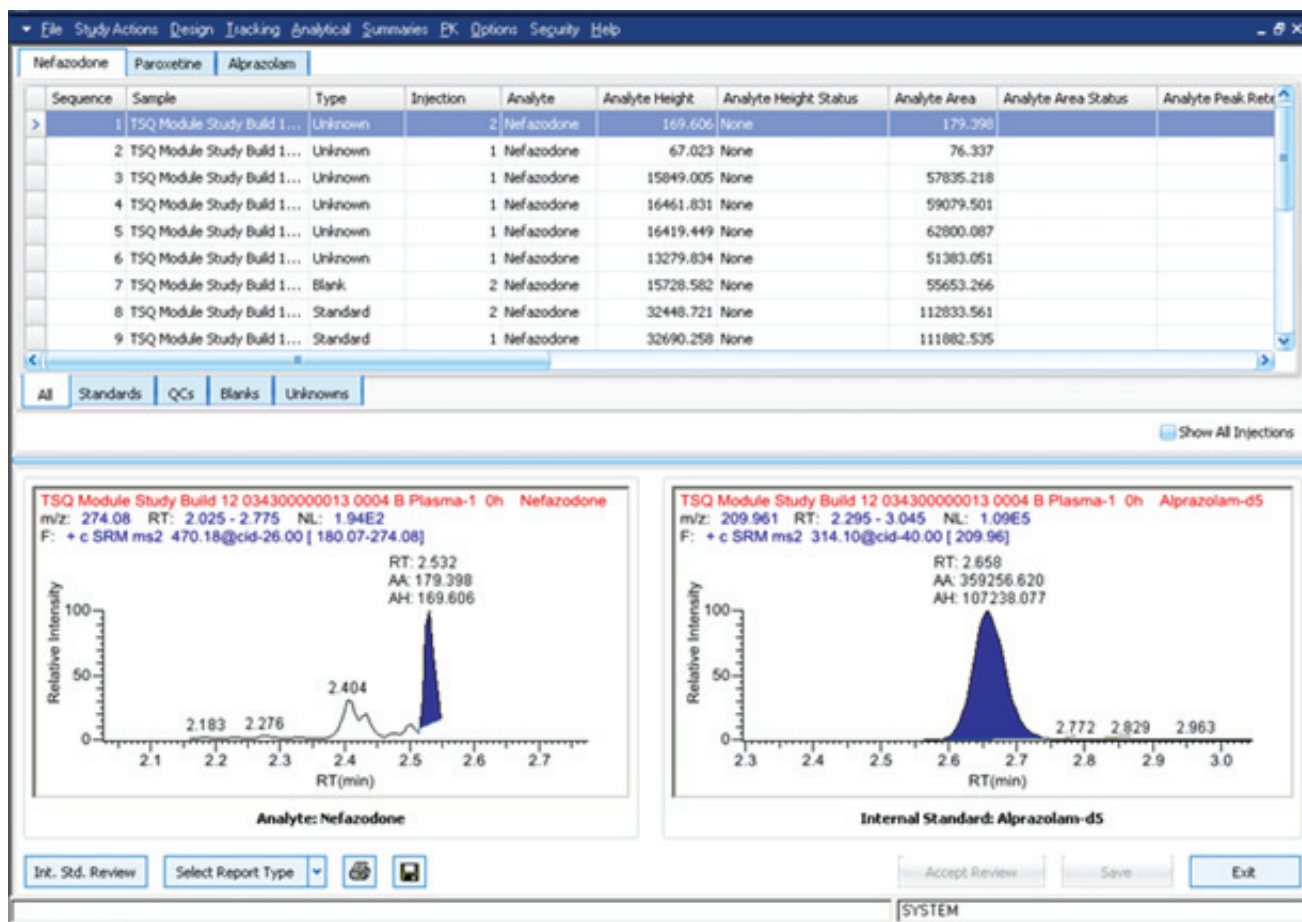 File Study Actions Design Tracking Analytical Summaries PK Options Security Help
Nefazodone Paroxetine Alprazolam
Sequence Sample Type Injection Analyte Analyte Height Analyte Height Status Analyte Area Analyte Area Status Analyte Peak Rete
1 TSQ Module Study Build 1... Unknown 2 Nefazodone 169.606 None 179.398
2 TSQ Module Study Build 1... Unknown 1 Nefazodone 67.023 None 76.337
3 TSQ Module Study Build 1... Unknown 1 Nefazodone 15849.005 None 57835.218
4 TSQ Module Study Build 1... Unknown 1 Nefazodone 16461.831 None 59079.501
5 TSQ Module Study Build 1... Unknown 1 Nefazodone 16419.449 None 62800.087
6 TSQ Module Study Build 1... Unknown 1 Nefazodone 13279.834 None 51383.051
7 TSQ Module Study Build 1... Blank 2 Nefazodone 15728.582 None 55653.266
8 TSQ Module Study Build 1... Standard 2 Nefazodone 32448.721 None 112833.561
9 TSQ Module Study Build 1... Standard 1 Nefazodone 32690.258 None 111882.535
All Standards QCs Blanks Unknowns
Show All Injections
TSQ Module Study Build 12 034300000013 0004 B Plasma-1 0h Nefazodone
m/z: 274.08 RT: 2.025 - 2.775 NL: 1.94E2
F: + c SRM ms2 470.18@cid-26.00 [ 180.07-274.08]
RT: 2.532
AA: 179.398
AH: 169.606
Relative Intensity
100
50
0
2.183 2.276 2.404
2.1 2.2 2.3 2.4 2.5 2.6 2.7
RT(min)
Analyte: Nefazodone
TSQ Module Study Build 12 034300000013 0004 B Plasma-1 0h Alprazolam-d5
m/z: 209.961 RT: 2.295 - 3.045 NL: 1.09E5
F: + c SRM ms2 314.10@cid-40.00 [ 209.96]
RT: 2.658
AA: 359256.620
AH: 107238.077
Relative Intensity
100
50
0
2.772 2.829 2.963
2.3 2.4 2.5 2.6 2.7 2.8 2.9 3.0
RT(min)
Internal Standard: Alprazolam-d5
Int. Std. Review Select Report Type Accept Review Save Exit
SYSTEM